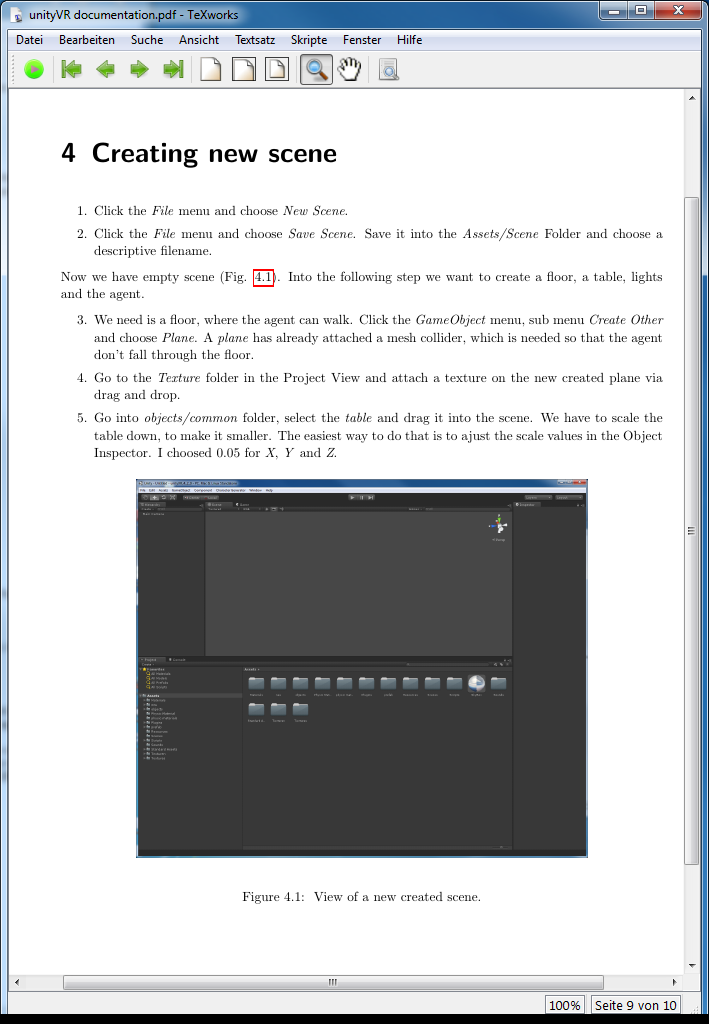 unityVR documentation.pdf - TeXworks
Datei Bearbeiten Suche Ansicht Textsatz Skripte Fenster Hilfe
4 Creating new scene
1. Click the File menu and choose New Scene.
2. Click the File menu and choose Save Scene. Save it into the Assets/Scene Folder and choose a
descriptive filename.
Now we have empty scene (Fig. 4.1). Into the following step we want to create a floor, a table, lights
and the agent.
3. We need is a floor, where the agent can walk. Click the GameObject menu, sub menu Create Other
and choose Plane. A plane has already attached a mesh collider, which is needed so that the agent
don't fall through the floor.
4. Go to the Texture folder in the Project View and attach a texture on the new created plane via
drag and drop.
5. Go into objects/common folder, select the table and drag it into the scene. We have to scale the
table down, to make it smaller. The easiest way to do that is to ajust the scale values in the Object
Inspector. I choosed 0.05 for X, Y and Z.
Figure 4.1: View of a new created scene.
100% Seite 9 von 10